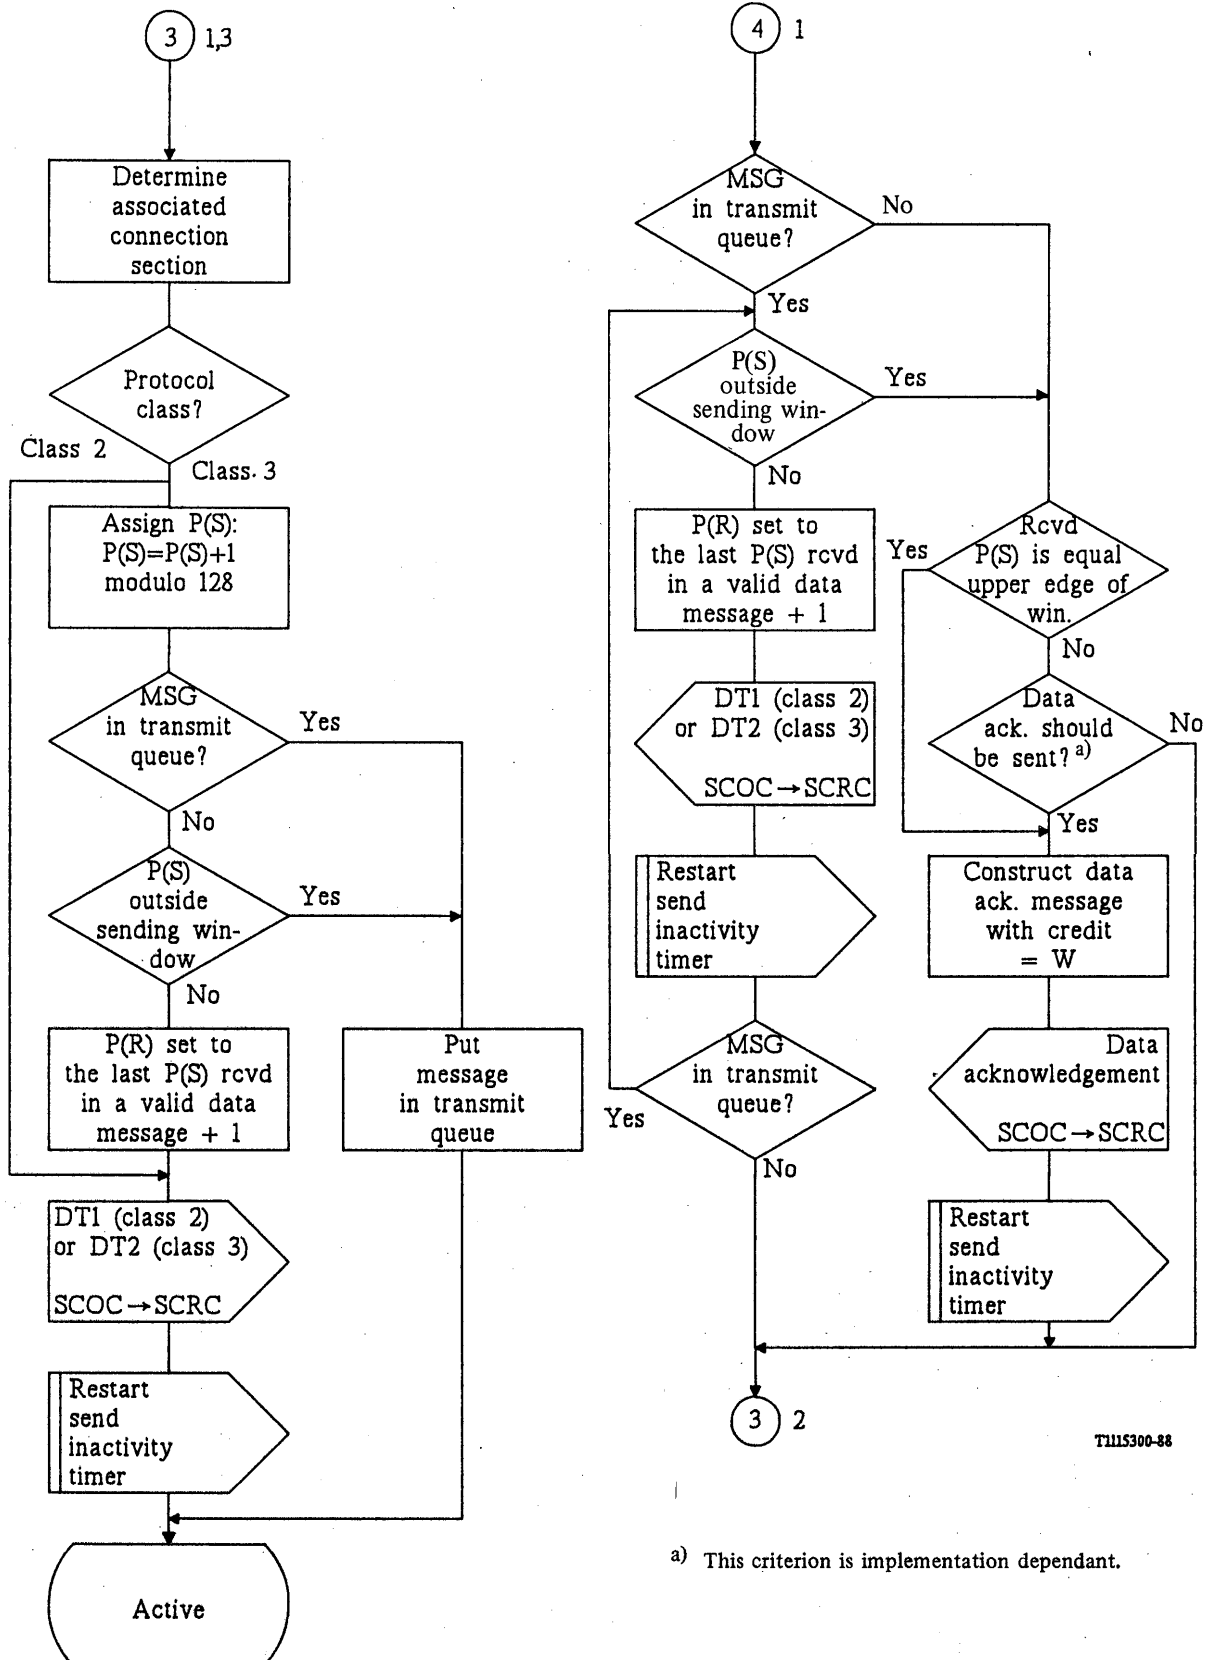 3 1,3
Determine
associated
connection
section
Protocol
class?
Class 2
Class. 3
Assign P(S):
P(S)=P(S)+1
modulo 128
MSG
in transmit
queue?
Yes
No
P(S)
outside
sending win-
dow
Yes
No
P(R) set to
the last P(S) rcvd
in a valid data
message + 1
Put
message
in transmit
queue
DT1 (class 2)
or DT2 (class 3)
SCOC→SCRC
Restart
send
inactivity
timer
Active
4 1
MSG
in transmit
queue?
No
Yes
P(S)
outside
sending win-
dow
Yes
No
P(R) set to
the last P(S) rcvd
in a valid data
message + 1
DT1 (class 2)
or DT2 (class 3)
SCOC→SCRC
Restart
send
inactivity
timer
MSG
in transmit
queue?
Yes
No
Rcvd
P(S) is equal
upper edge of
win.
Yes
No
Data
ack. should
be sent? a)
No
Yes
Construct data
ack. message
with credit
= W
Data
acknowledgement
SCOC→SCRC
Restart
send
inactivity
timer
3 2
T1115300-88
a) This criterion is implementation dependant.